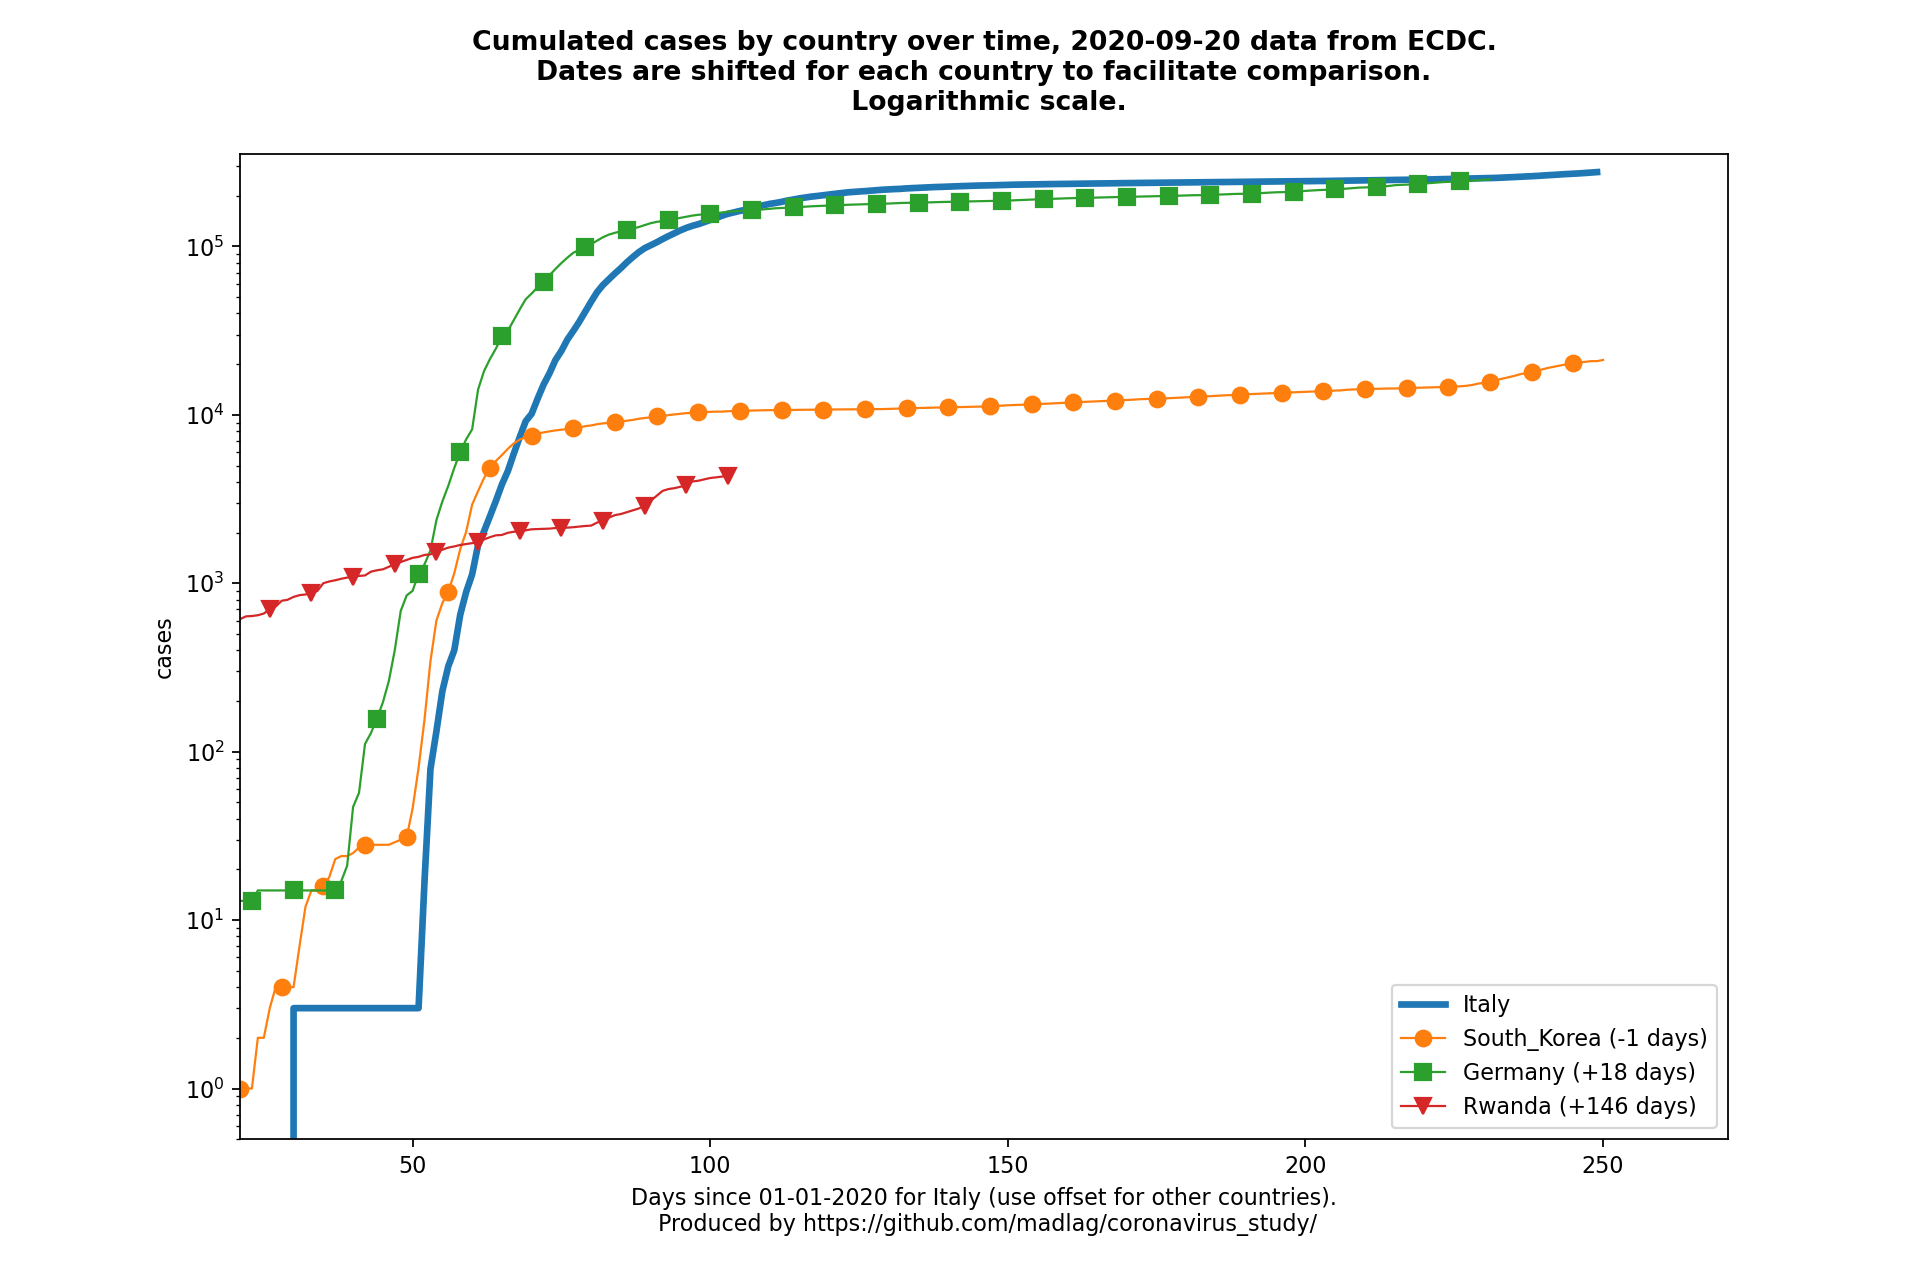 Cumulated cases by country over time, 2020-09-20 data from ECDC.
Dates are shifted for each country to facilitate comparison.
Logarithmic scale.
10^5
10^4
10^3
10^2
10^1
10^0
cases
Italy
South_Korea (-1 days)
Germany (+18 days)
Rwanda (+146 days)
50 100 150 200 250
Days since 01-01-2020 for Italy (use offset for other countries).
Produced by https://github.com/madlag/coronavirus_study/